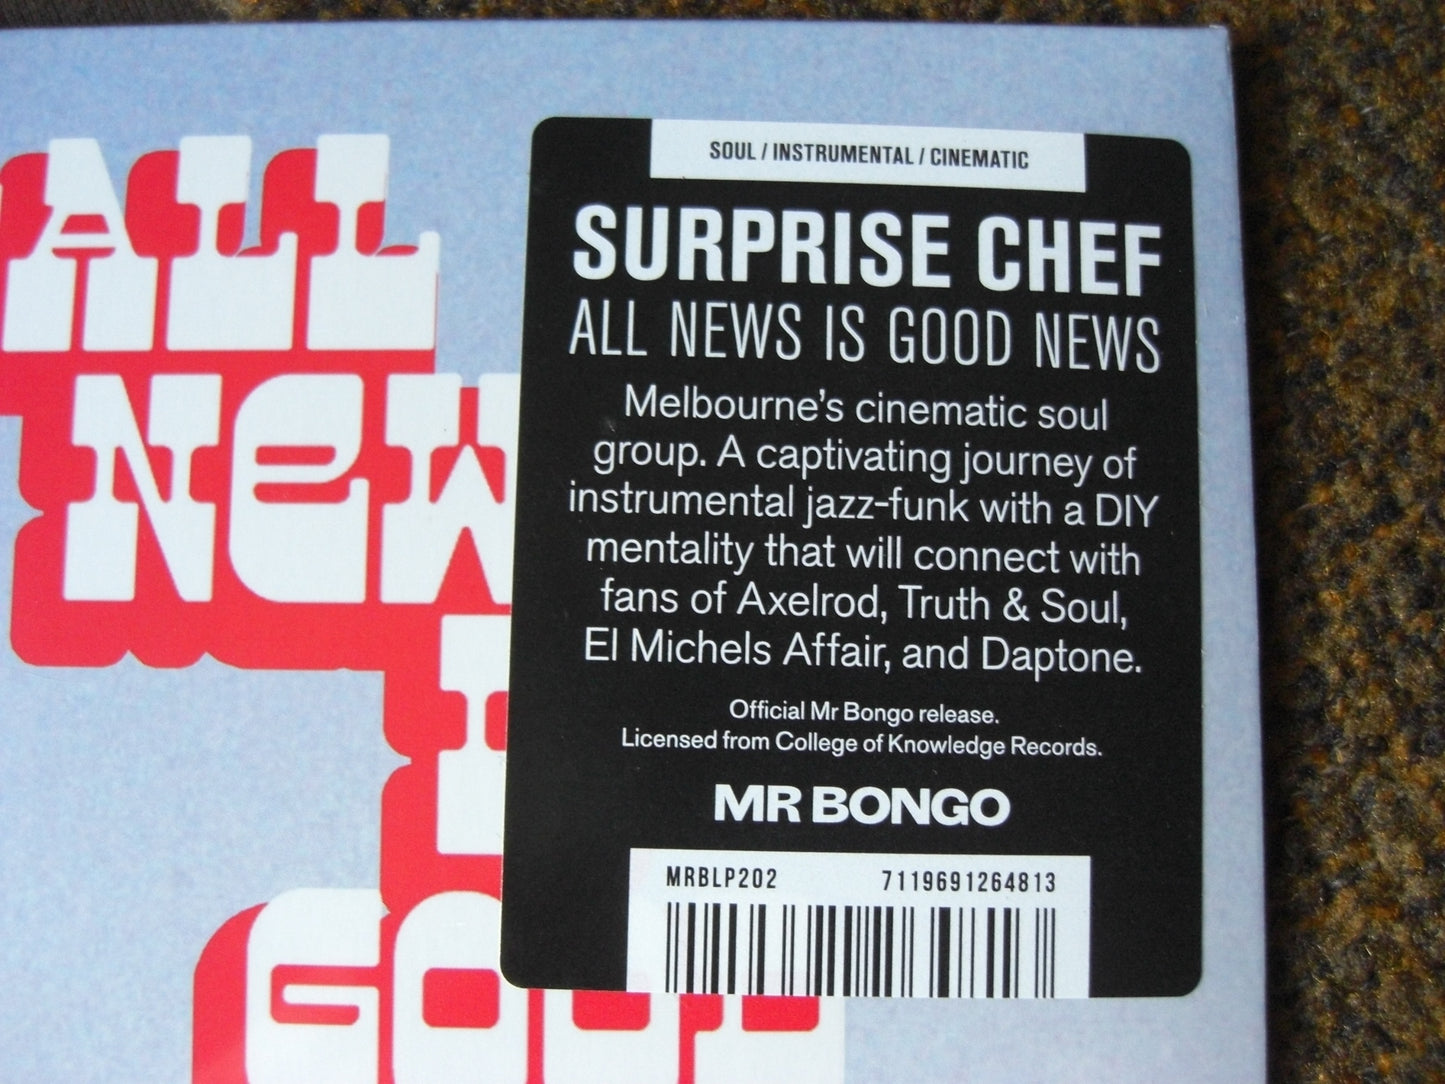 ALL
NEW
SOUL / INSTRUMENTAL / CINEMATIC
SURPRISE CHEF
ALL NEWS IS GOOD NEWS
Melbourne's cinematic soul
group. A captivating journey of
instrumental jazz-funk with a DIY
mentality that will connect with
fans of Axelrod, Truth & Soul,
El Michels Affair, and Daptone.
Official Mr Bongo release.
Licensed from College of Knowledge Records.
MR BONGO
MRBLP202 7119691264813